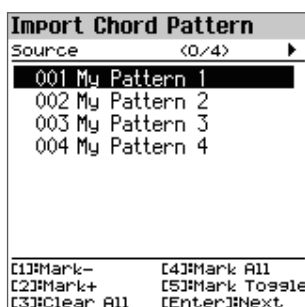 Import Chord Pattern
Source <0/4>
001 My Pattern 1
002 My Pattern 2
003 My Pattern 3
004 My Pattern 4
[1]:Mark- [4]:Mark All
[2]:Mark+ [5]:Mark Toggle
[3]:Clear All [Enter]:Next